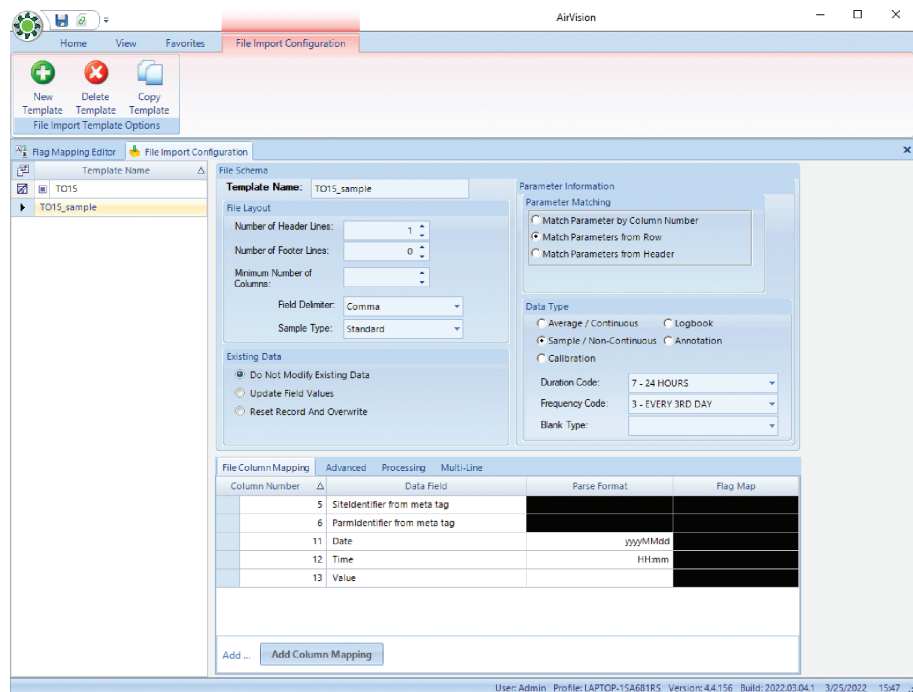 AirVision
Home View Favorites File Import Configuration
New Template
Delete Template
Copy Template
File Import Template Options
Flag Mapping Editor File Import Configuration
Template Name
TO15
TO15_sample
File Schema
Template Name: TO15_sample
File Layout
Number of Header Lines: 1
Number of Footer Lines: 0
Minimum Number of
Columns:
Field Delimiter: Comma
Sample Type: Standard
Existing Data
Do Not Modify Existing Data
Update Field Values
Reset Record And Overwrite
Parameter Information
Parameter Matching
Match Parameter by Column Number
Match Parameters from Row
Match Parameters from Header
Data Type
Average / Continuous Logbook
Sample / Non-Continuous Annotation
Calibration
Duration Code: 7 - 24 HOURS
Frequency Code: 3 - EVERY 3RD DAY
Blank Type:
File Column Mapping Advanced Processing Multi-Line
Column Number Data Field Parse Format Flag Map
5 SiteIdentifier from meta tag
6 ParmIdentifier from meta tag
11 Date yyyyMMdd
12 Time HH:mm
13 Value
Add ... Add Column Mapping
User: Admin Profile: LAPTOP-1SA681RS Version: 4.4.156 Build: 2022.03.04.1 3/25/2022 15:47